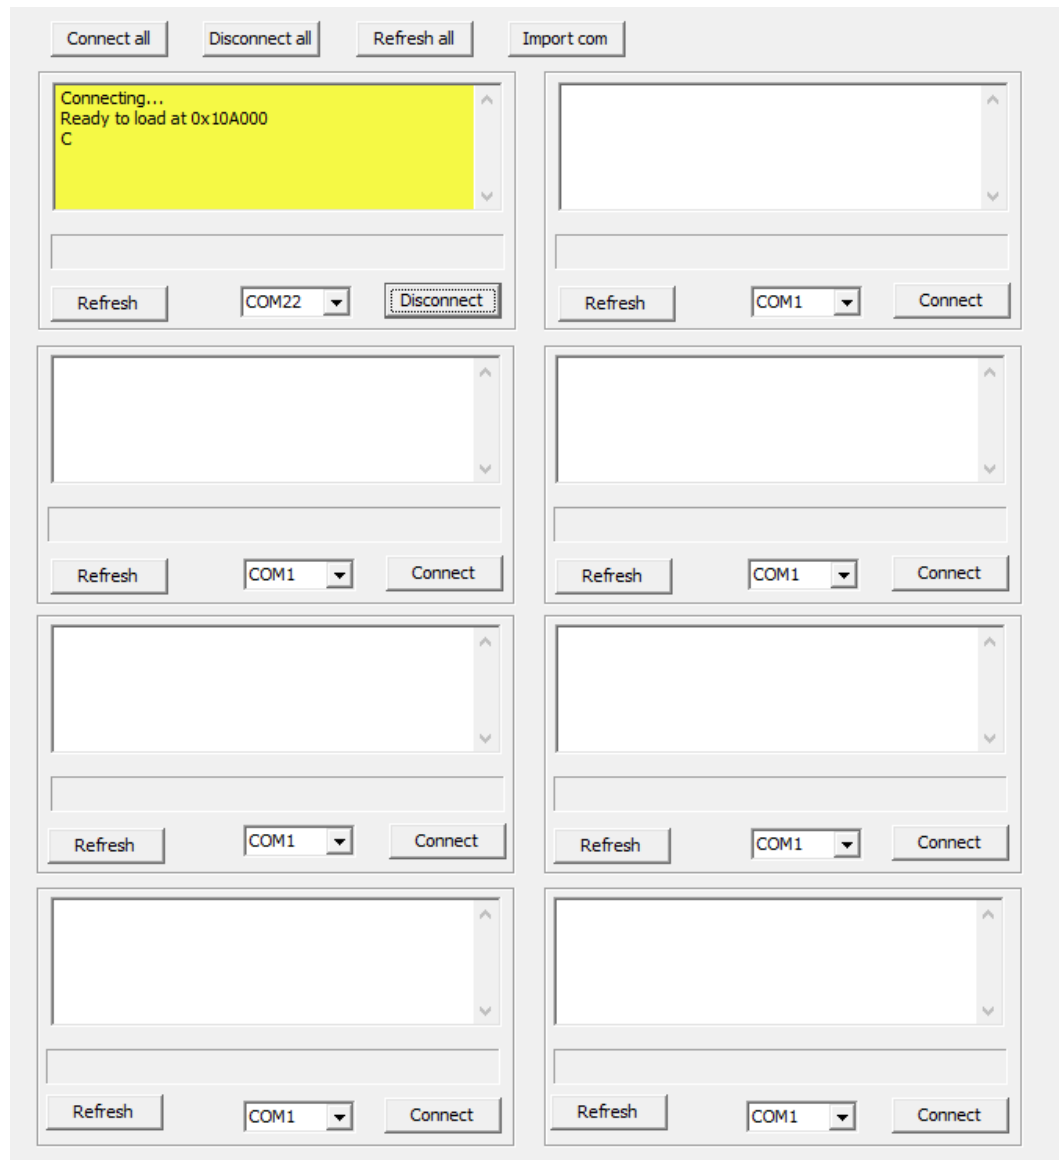 Connect all Disconnect all Refresh all Import com
Connecting...
Ready to load at 0x10A000
C
Refresh COM22 Disconnect
Refresh COM1 Connect
Refresh COM1 Connect
Refresh COM1 Connect
Refresh COM1 Connect
Refresh COM1 Connect
Refresh COM1 Connect
Refresh COM1 Connect